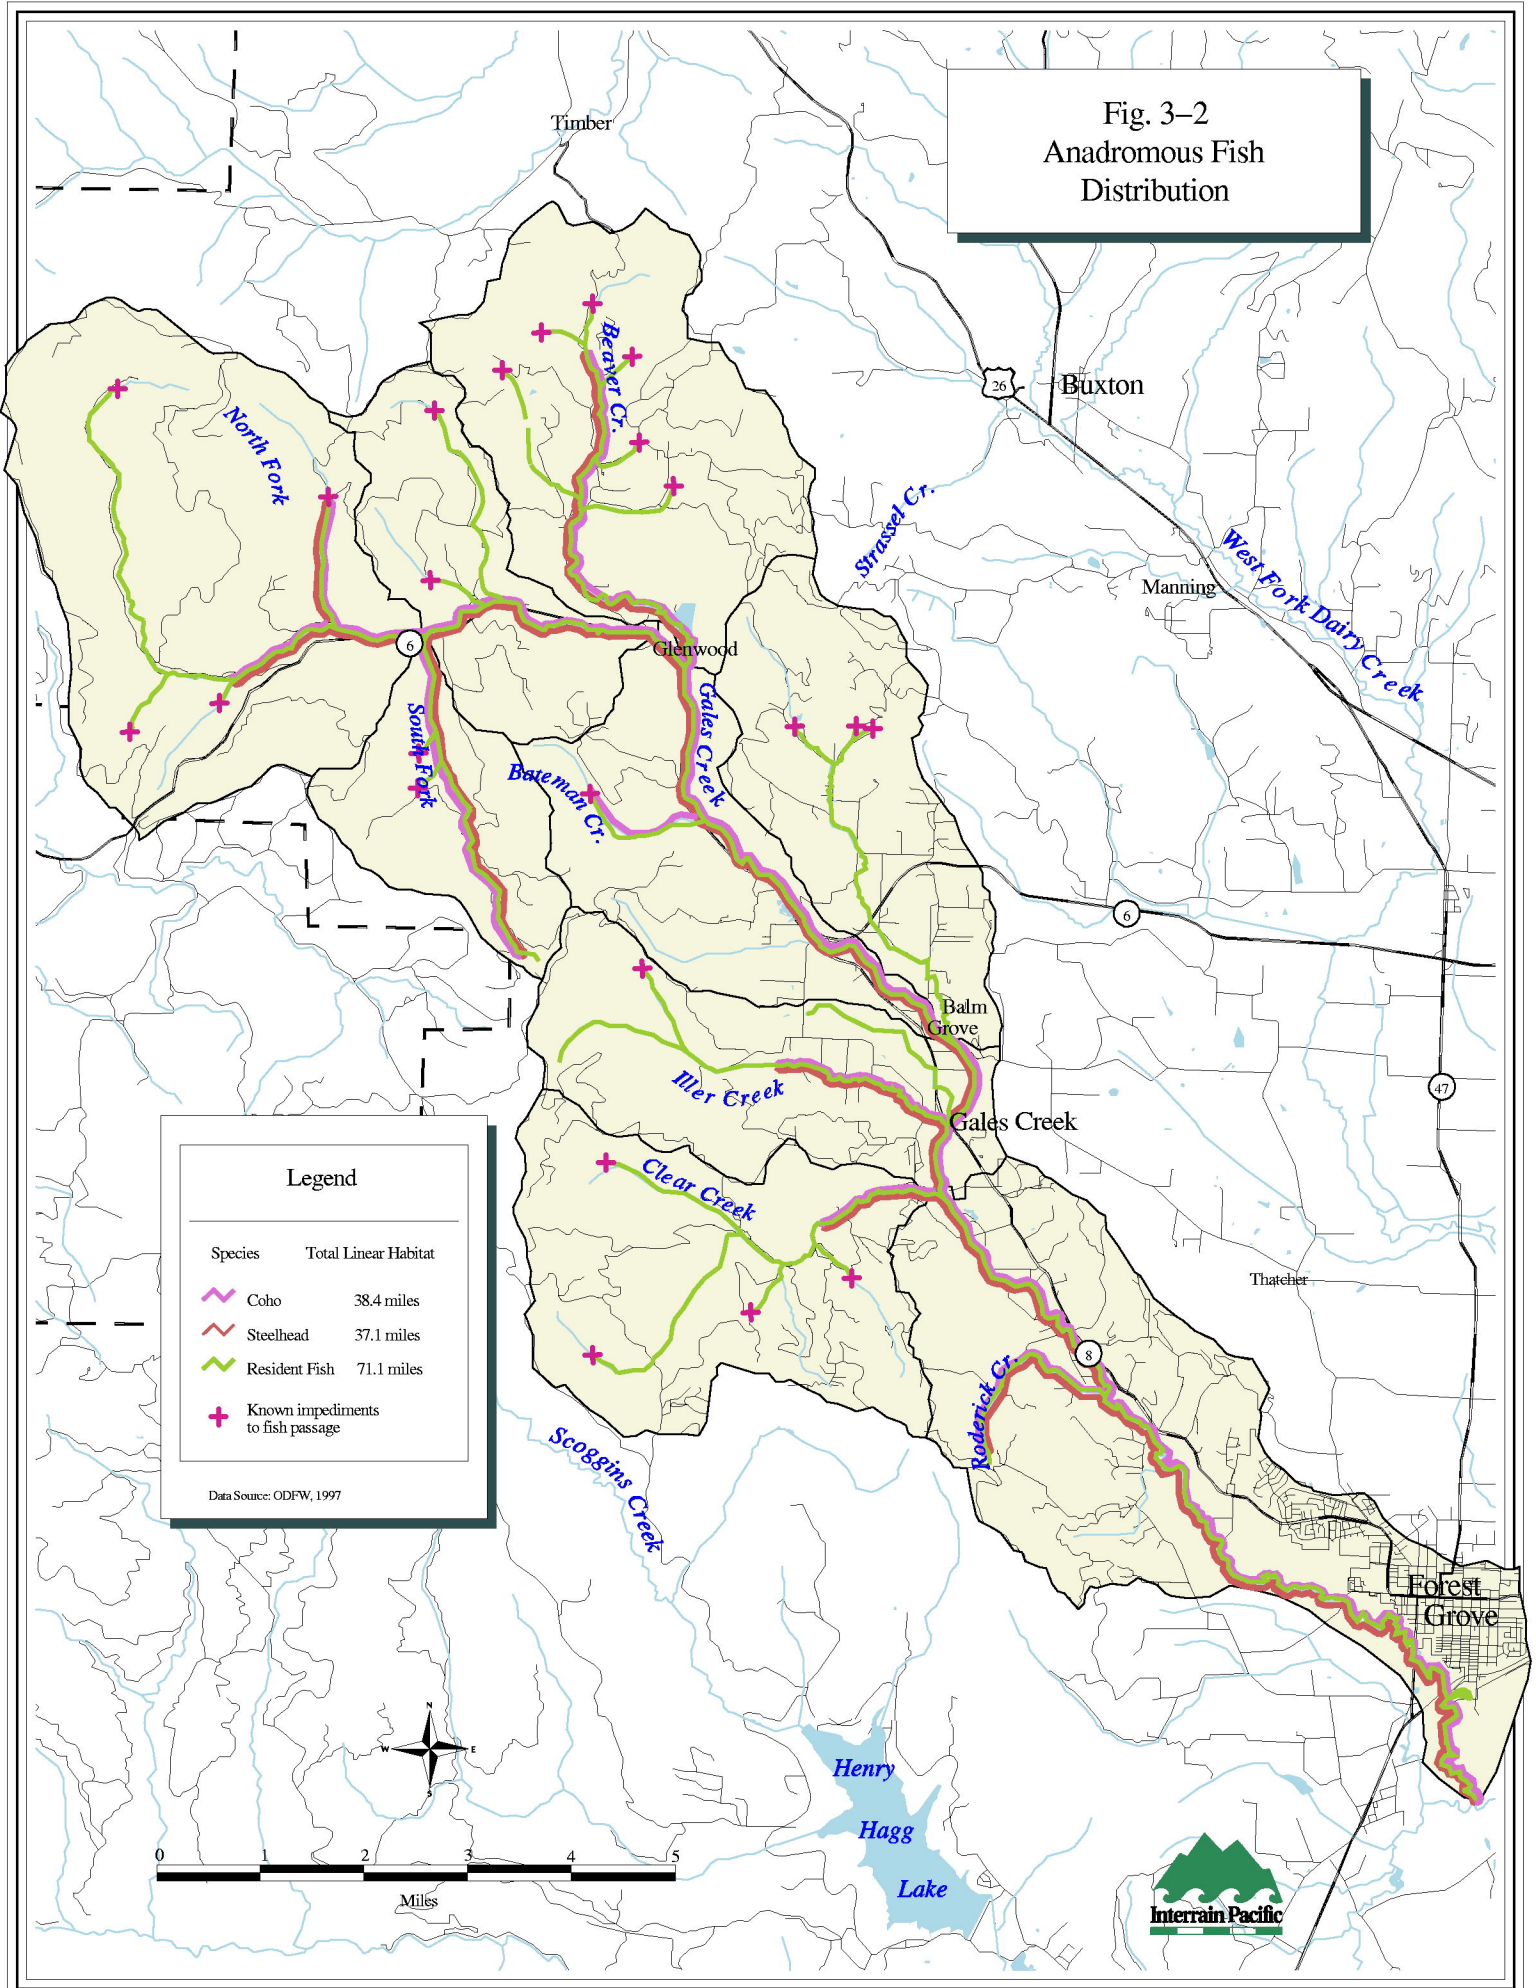 Fig. 3–2
Anadromous Fish
Distribution
Timber
Beaver Cr.
North Fork
26
Buxton
Strassel Cr.
West Fork Dairy Creek
Manning
6
Glenwood
Gales Creek
South Fork
Bateman Cr.
6
Balm
Grove
Iller Creek
47
Gales Creek
Clear Creek
Thatcher
8
Roderick Cr.
Scoggins Creek
Forest
Grove
Legend
Species Total Linear Habitat
Coho 38.4 miles
Steelhead 37.1 miles
Resident Fish 71.1 miles
Known impediments
to fish passage
Data Source: ODFW, 1997
N
W E
S
Henry
Hagg
Lake
0 1 2 3 4 5
Miles
Interrain Pacific